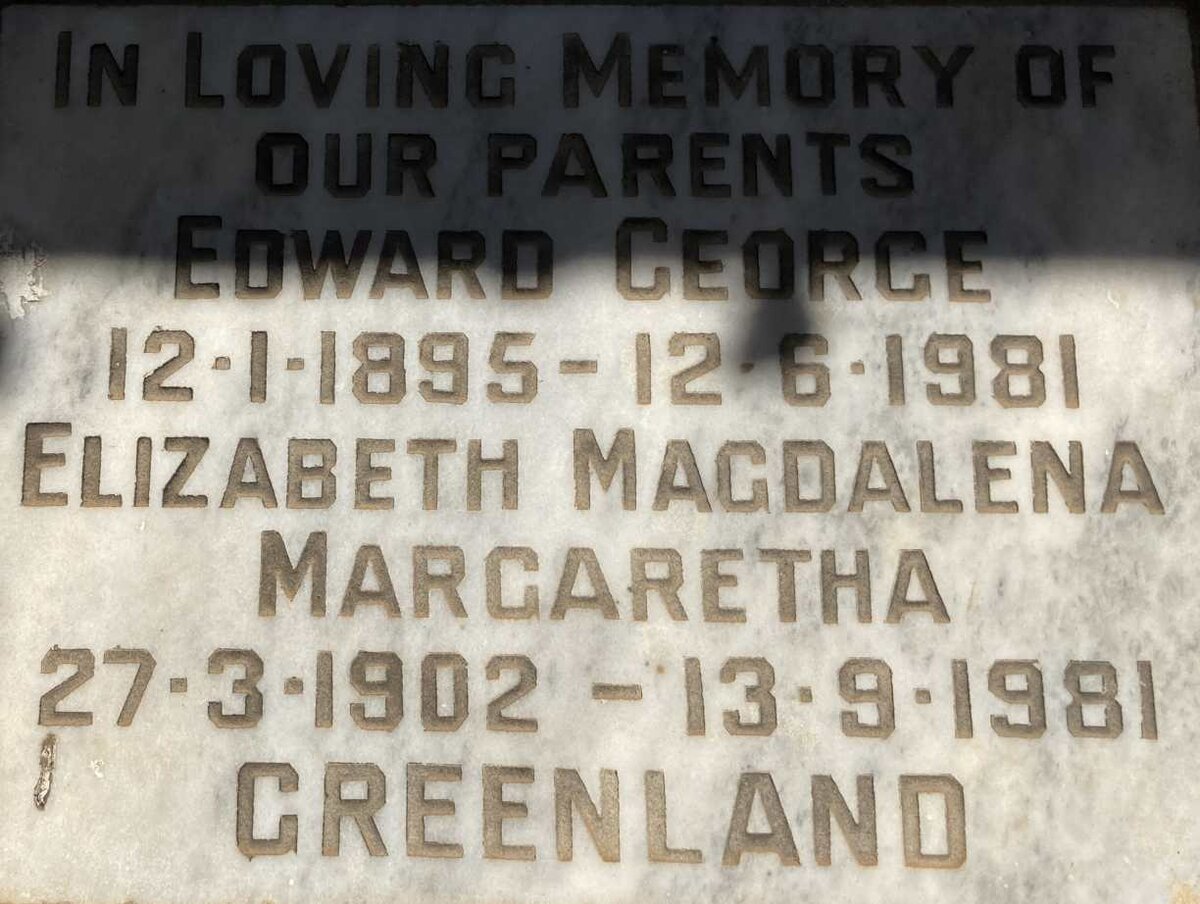 IN LOVING MEMORY OF
OUR PARENTS
EDWARD GEORGE
12·1·1895 – 12·6·1981
ELIZABETH MAGDALENA
MARGARETHA
27·3·1902 – 13·9·1981
GREENLAND